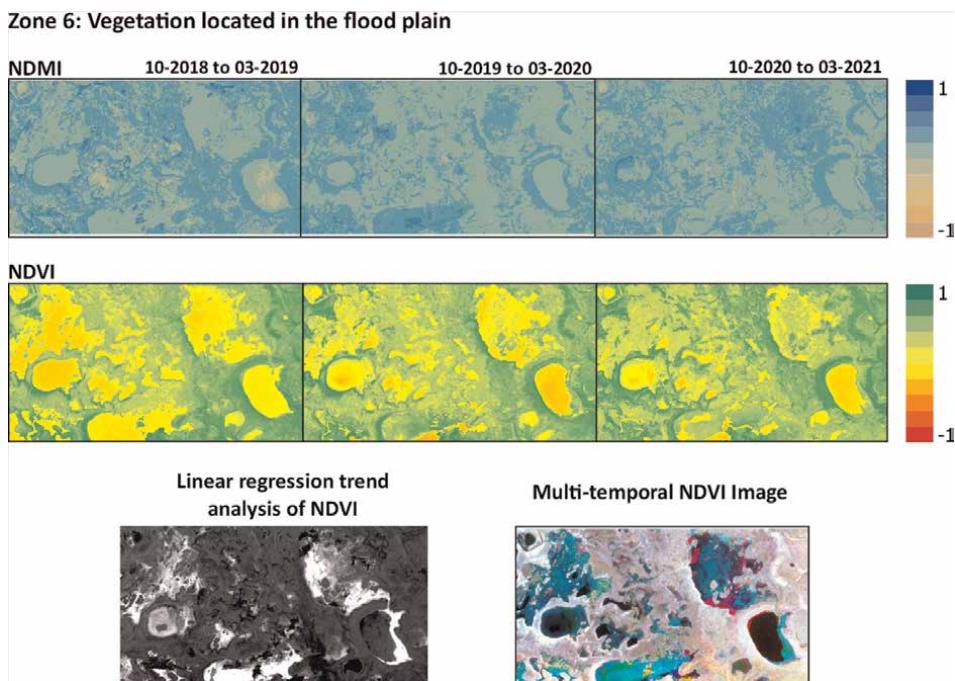 Zone 6: Vegetation located in the flood plain
NDMI
10-2018 to 03-2019
10-2019 to 03-2020
10-2020 to 03-2021
1
-1
NDVI
1
-1
Linear regression trend
analysis of NDVI
Multi-temporal NDVI Image